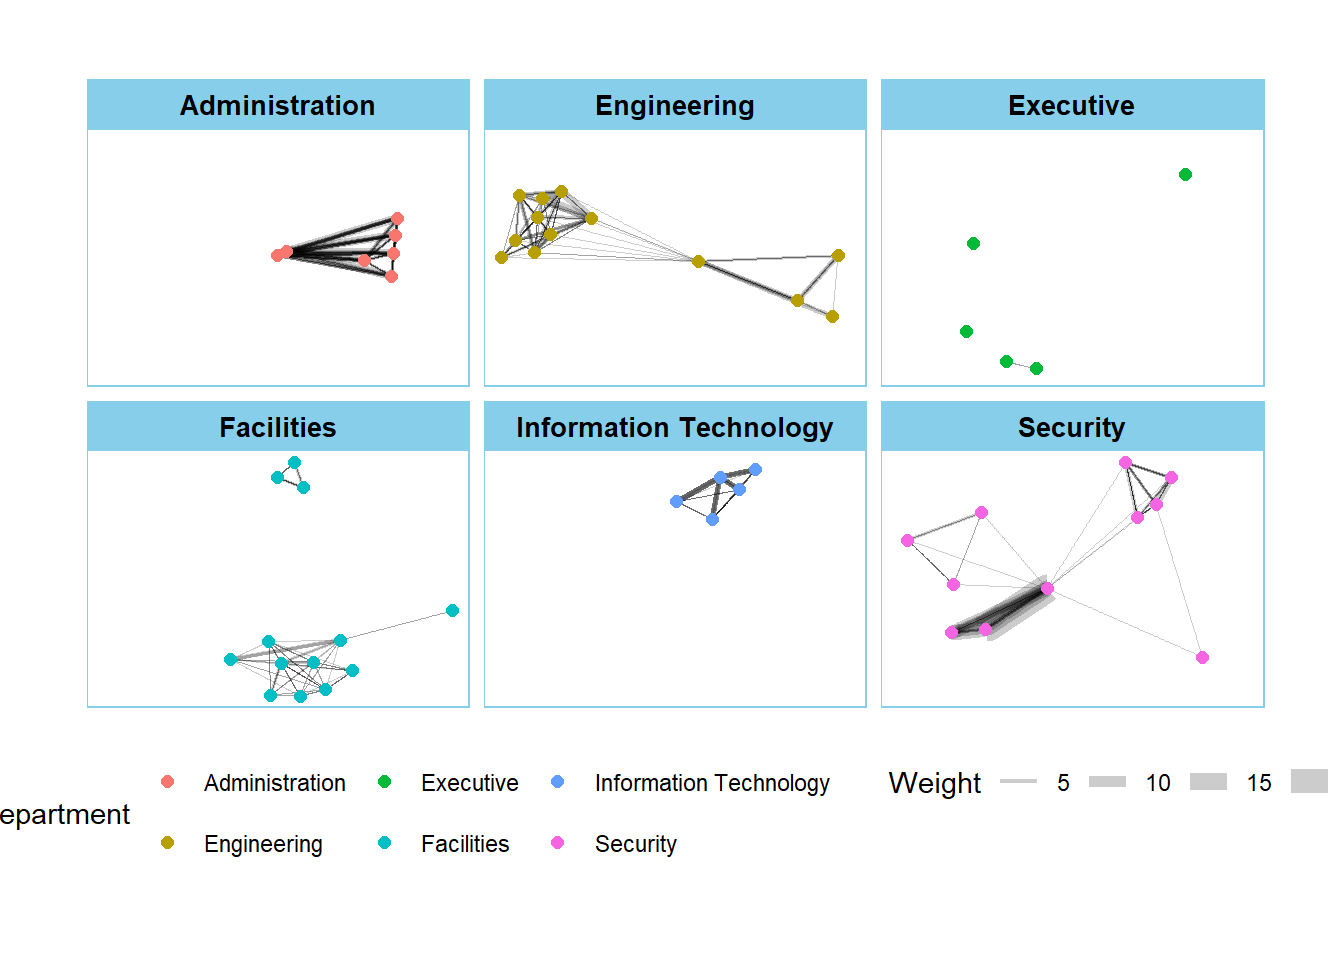 Administration
Engineering
Executive
Facilities
Information Technology
Security
epartment
Administration
Executive
Information Technology
Engineering
Facilities
Security
Weight
5
10
15